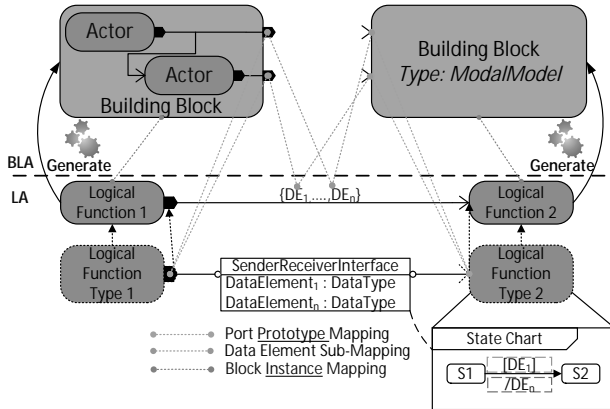 Actor
Actor
Building Block
Building Block
Type: ModalModel
Generate
Generate
BLA
LA
Logical
Function 1
{DE1,...,DEn}
Logical
Function 2
Logical
Function
Type 1
SenderReceiverInterface
DataElement1 : DataType
DataElementn : DataType
Logical
Function
Type 2
Port Prototype Mapping
Data Element Sub-Mapping
Block Instance Mapping
State Chart
S1
[DE1]
/DEn
S2